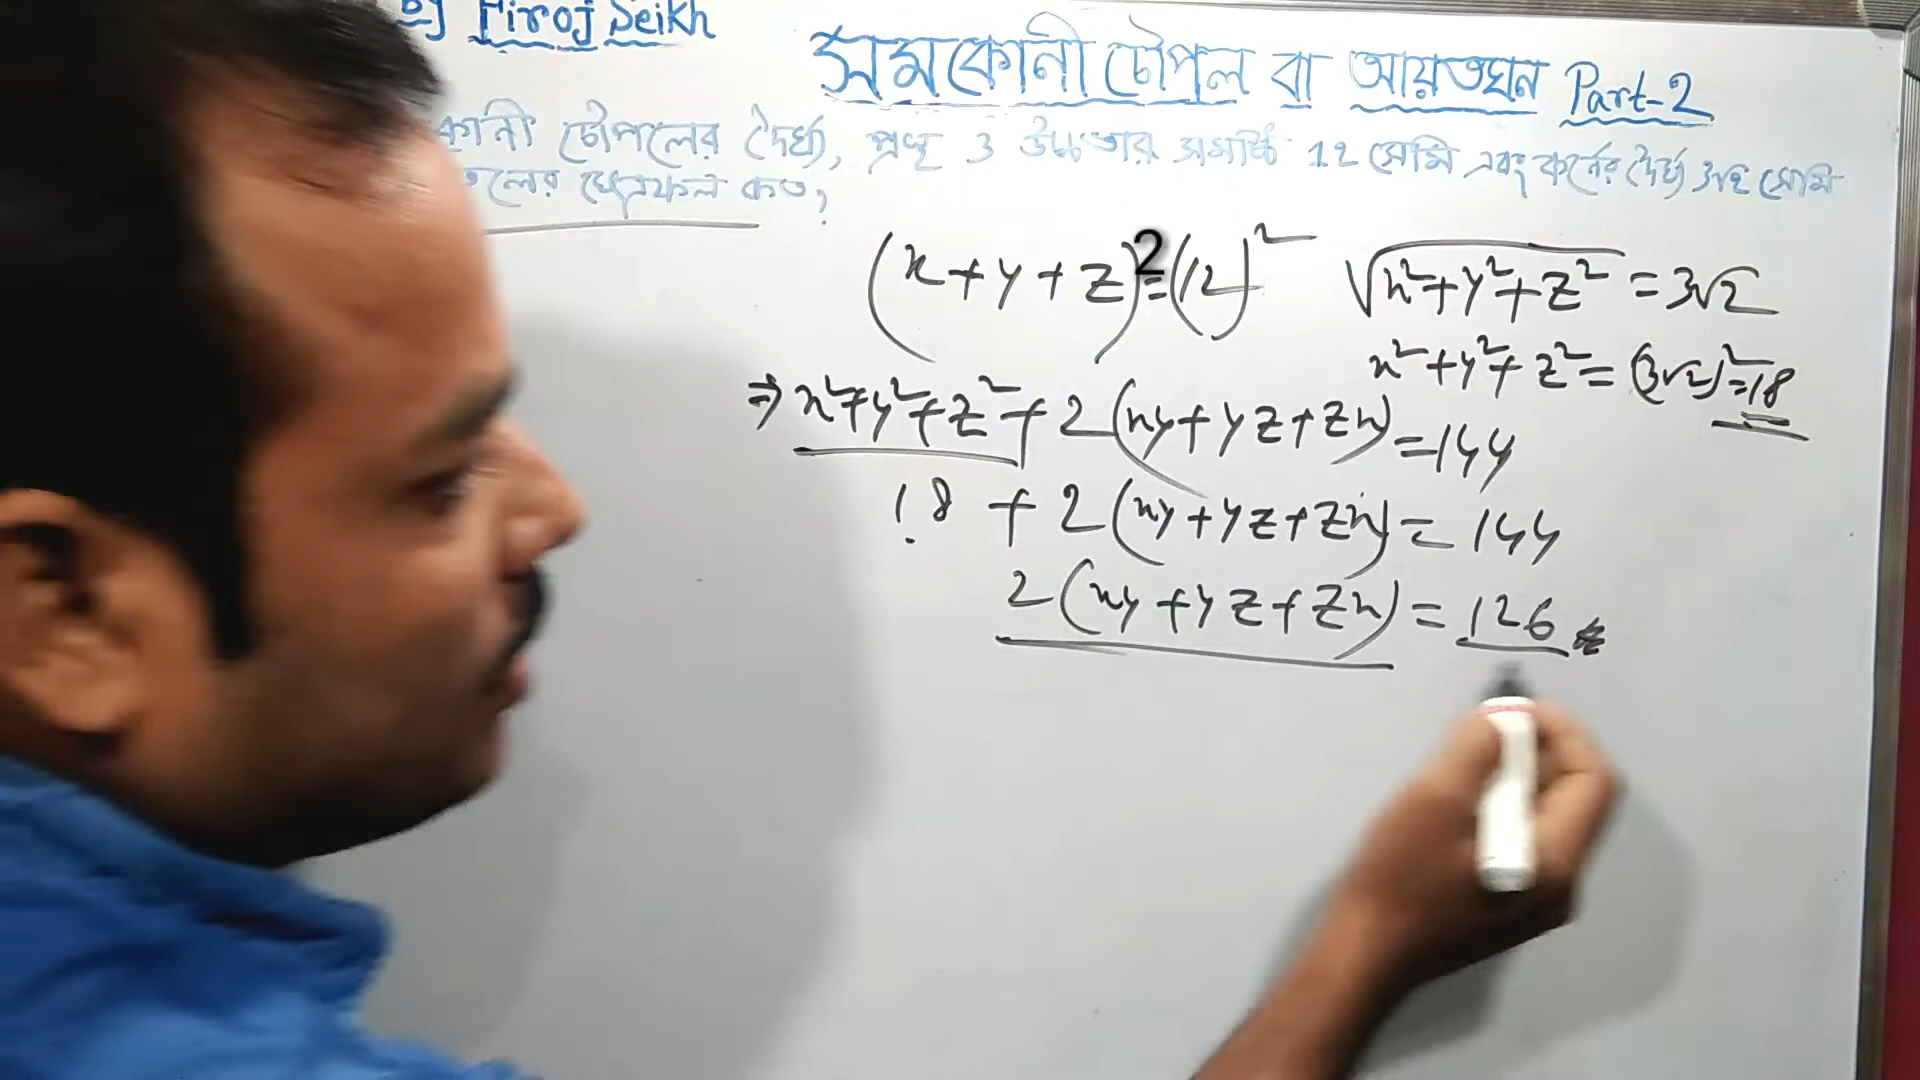 By Firoj Seikh
সমকোনী চৌপল বা আয়তঘন Part-2
কোনী চৌপলের দৈর্ঘ্য, প্রস্থ ও উচ্চতার সমষ্টি 12 সেমি এবং কর্নের দৈর্ঘ্য 3√2 সেমি
তলের ক্ষেত্রফল কত?
(x+y+z)²=(12)²
√x²+y²+z² = 3√2
x²+y²+z² = (3√2)²=18
⇒ x²+y²+z²+2(xy+yz+zx)=144
18 + 2(xy+yz+zx) = 144
2(xy+yz+zx) = 126